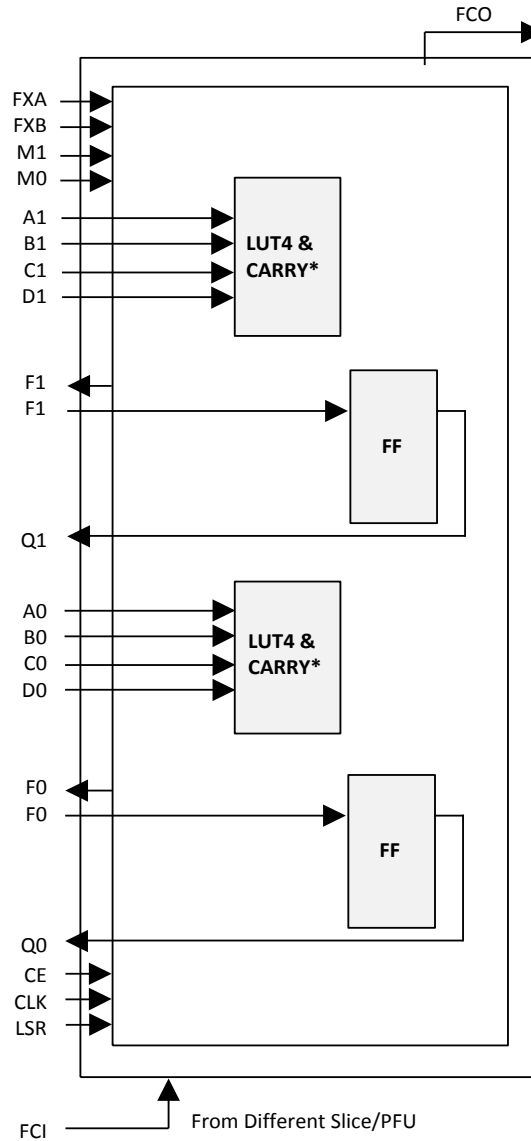 FCO
FXA
FXB
M1
M0
A1
B1
C1
D1
LUT4 &
CARRY*
F1
F1
FF
Q1
A0
B0
C0
D0
LUT4 &
CARRY*
F0
F0
FF
Q0
CE
CLK
LSR
From Different Slice/PFU
FCI